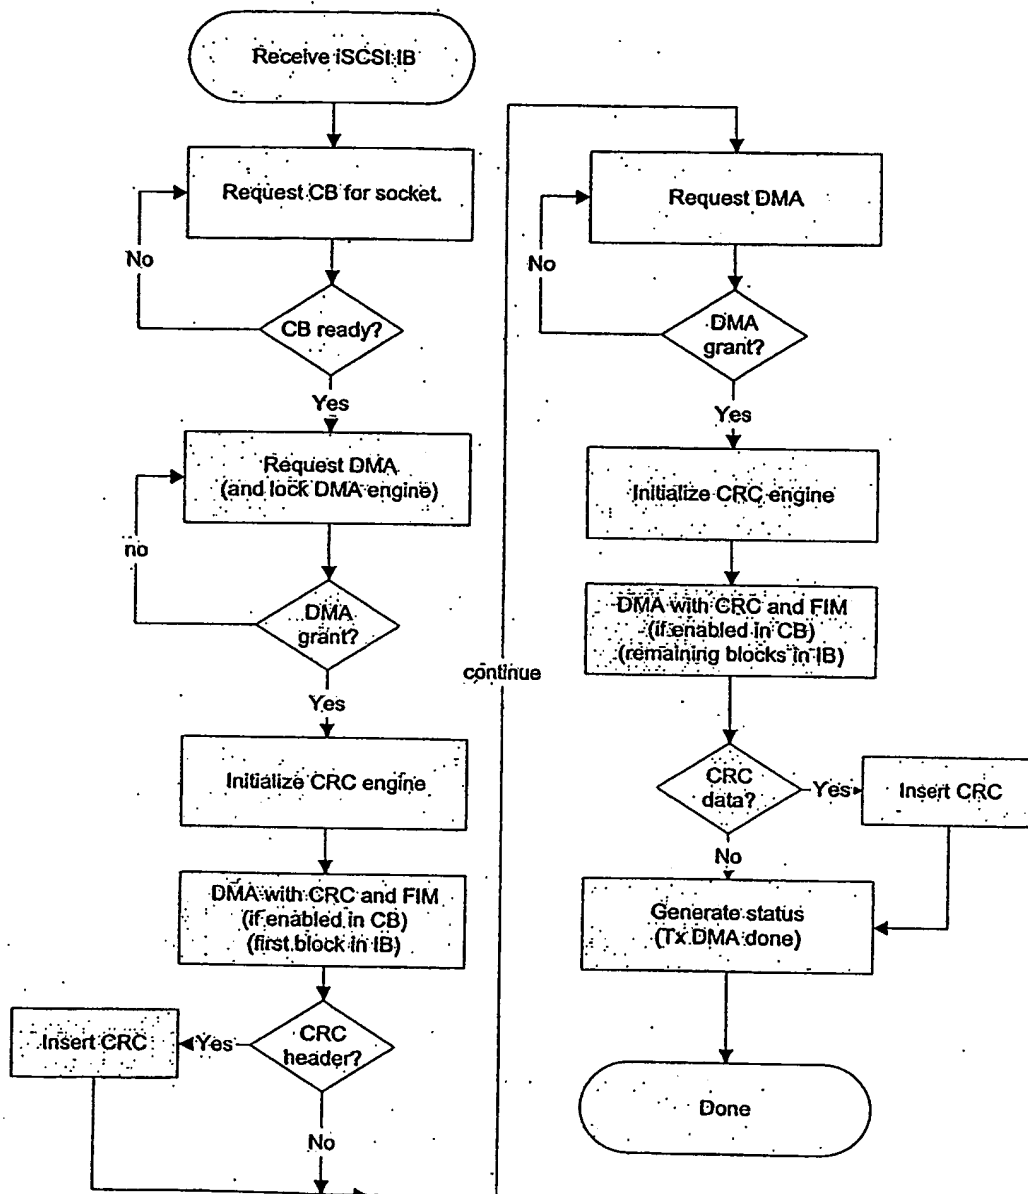 Receive iSCSI IB
Request CB for socket.
No
CB ready?
Yes
Request DMA
(and lock DMA engine)
no
DMA
grant?
Yes
Initialize CRC engine
DMA with CRC and FIM
(if enabled in CB)
(first block in IB)
CRC
header?
Yes
Insert CRC
No
continue
Request DMA
No
DMA
grant?
Yes
Initialize CRC engine
DMA with CRC and FIM
(if enabled in CB)
(remaining blocks in IB)
CRC
data?
Yes
Insert CRC
No
Generate status
(Tx DMA done)
Done